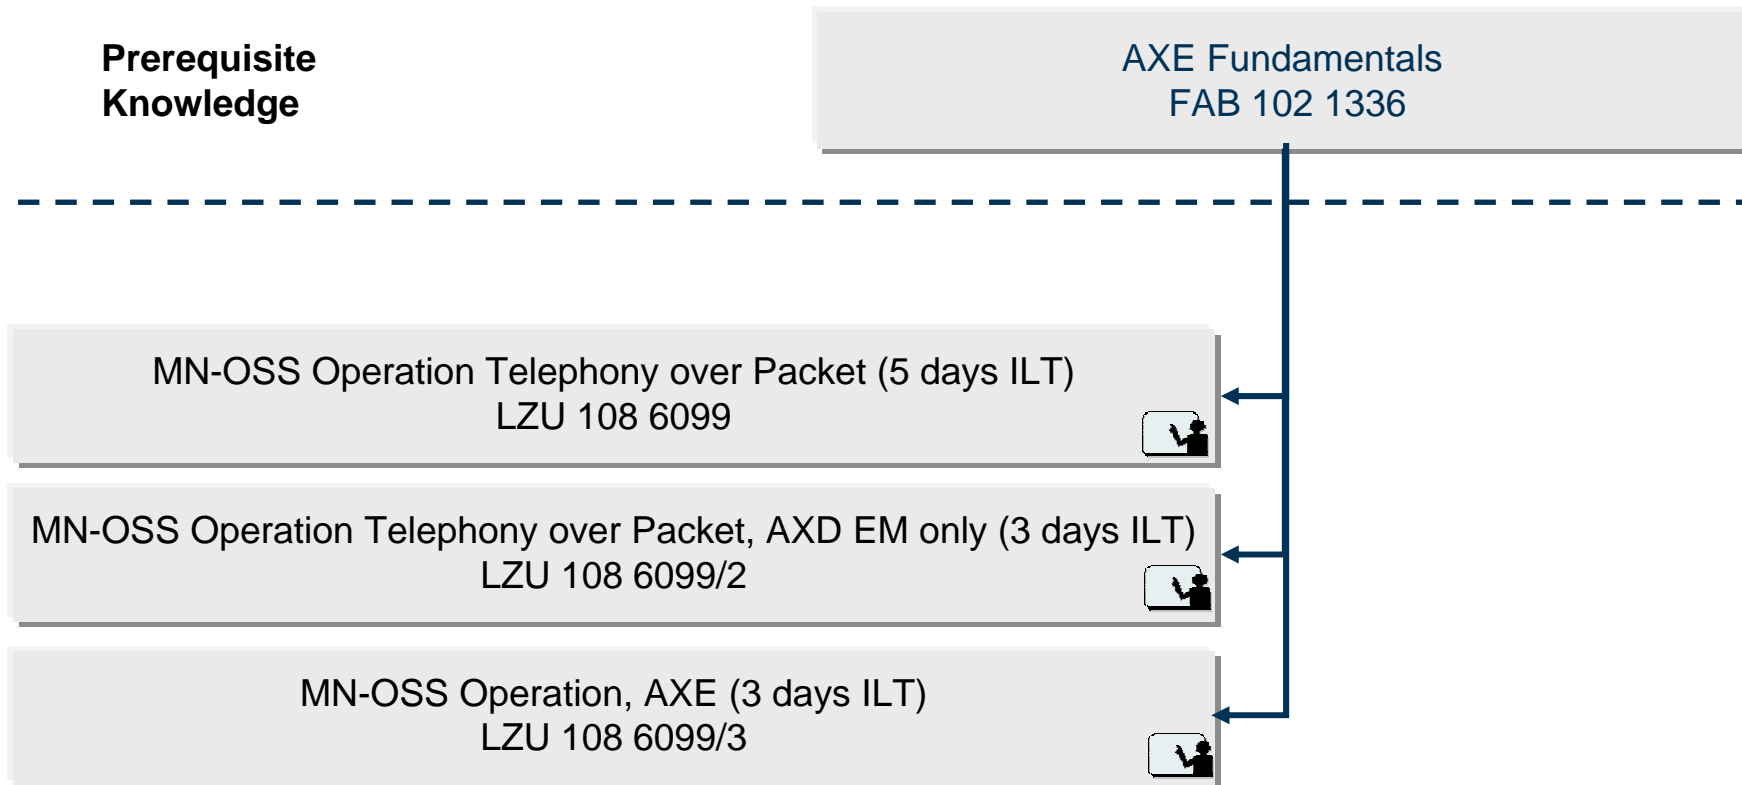 Prerequisite
Knowledge
AXE Fundamentals
FAB 102 1336
MN-OSS Operation Telephony over Packet (5 days ILT)
LZU 108 6099
MN-OSS Operation Telephony over Packet, AXD EM only (3 days ILT)
LZU 108 6099/2
MN-OSS Operation, AXE (3 days ILT)
LZU 108 6099/3